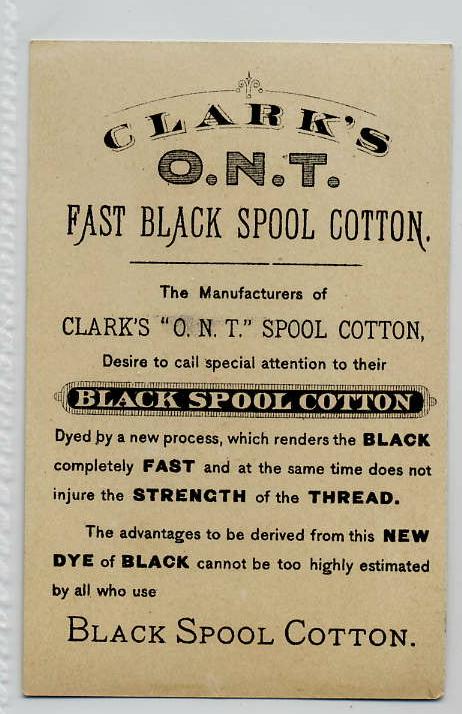 CLARK'S
O.N.T.
FAST BLACK SPOOL COTTON.
The Manufacturers of
CLARK'S "O. N. T." SPOOL COTTON,
Desire to call special attention to their
BLACK SPOOL COTTON
Dyed by a new process, which renders the BLACK
completely FAST and at the same time does not
injure the STRENGTH of the THREAD.
The advantages to be derived from this NEW
DYE of BLACK cannot be too highly estimated
by all who use
BLACK SPOOL COTTON.